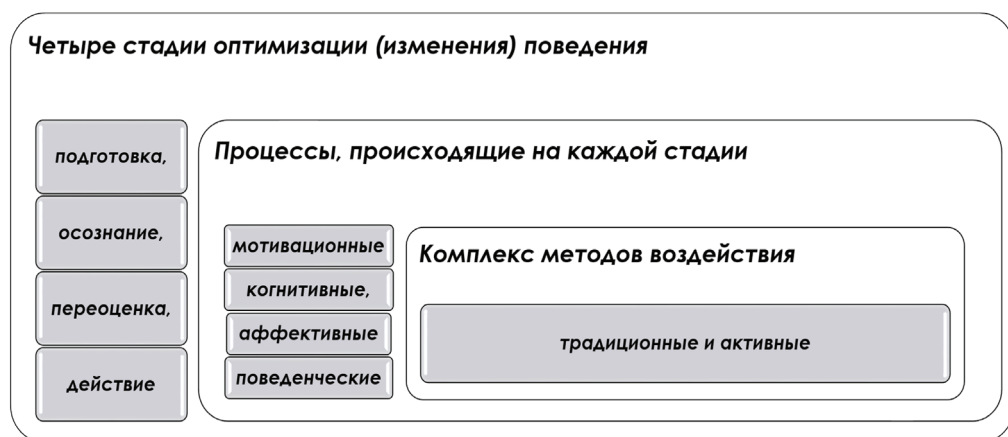 Четыре стадии оптимизации (изменения) поведения
подготовка,
осознание,
переоценка,
действие
Процессы, происходящие на каждой стадии
мотивационные
когнитивные,
аффективные
поведенческие
Комплекс методов воздействия
традиционные и активные